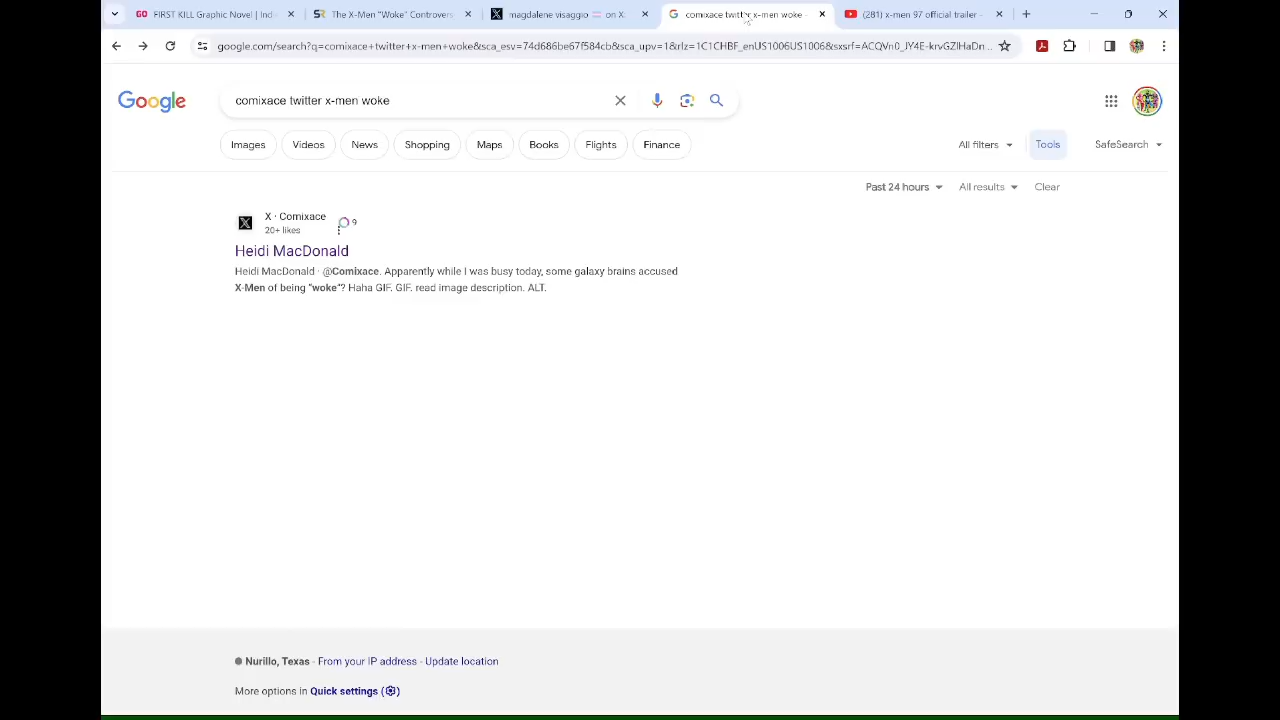 FIRST KILL Graphic Novel | Ind
The X-Men "Woke" Controvers
magdalene visaggio on X:
comixace twitter x-men woke -
(281) x-men 97 official trailer -
google.com/search?q=comixace+twitter+x-men+woke&sca_esv=74d686be67f584cb&sca_upv=1&rlz=1C1CHBF_enUS1006US1006&sxsrf=ACQVn0_JY4E-krvGZlHaDn...
Google
comixace twitter x-men woke
Images
Videos
News
Shopping
Maps
Books
Flights
Finance
All filters
Tools
SafeSearch
Past 24 hours
All results
Clear
X · Comixace
9
20+ likes
Heidi MacDonald
Heidi MacDonald · @Comixace. Apparently while I was busy today, some galaxy brains accused
X-Men of being "woke"? Haha GIF. GIF. read image description. ALT.
Nurillo, Texas - From your IP address - Update location
More options in Quick settings ( )